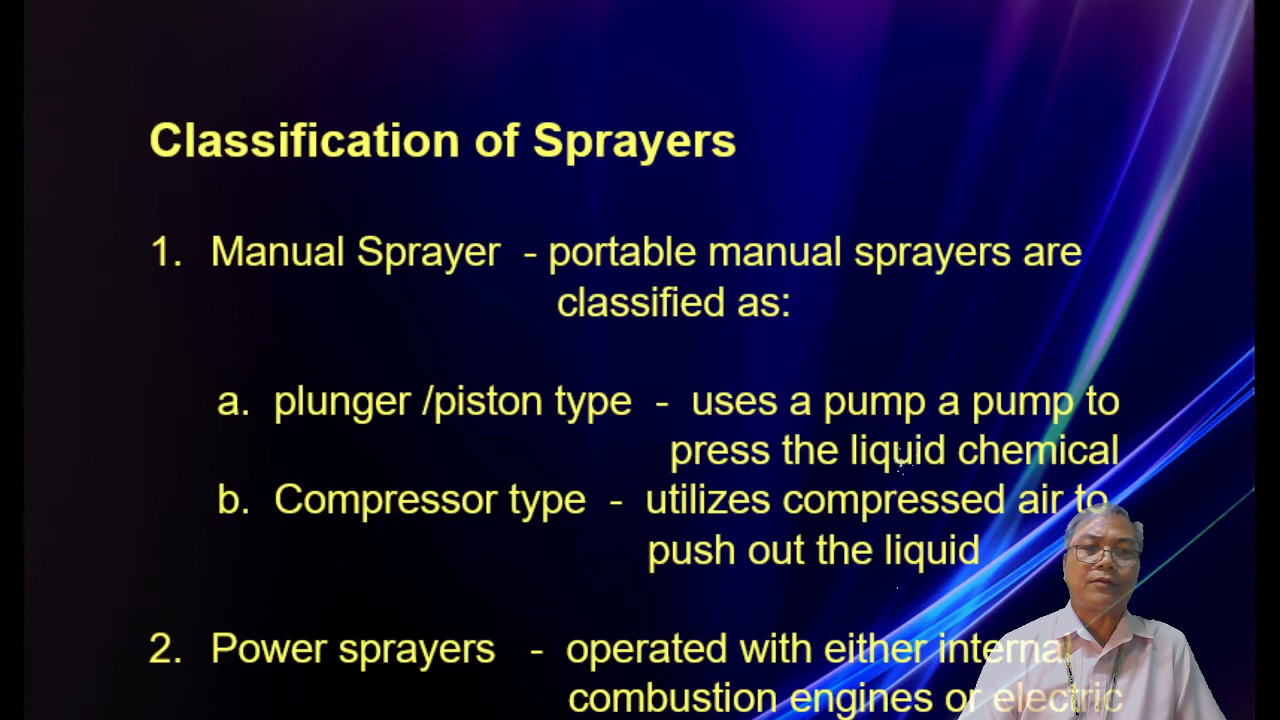 Classification of Sprayers
1. Manual Sprayer - portable manual sprayers are
classified as:
a. plunger /piston type - uses a pump a pump to
press the liquid chemical
b. Compressor type - utilizes compressed air to
push out the liquid
2. Power sprayers - operated with either internal
combustion engines or electric